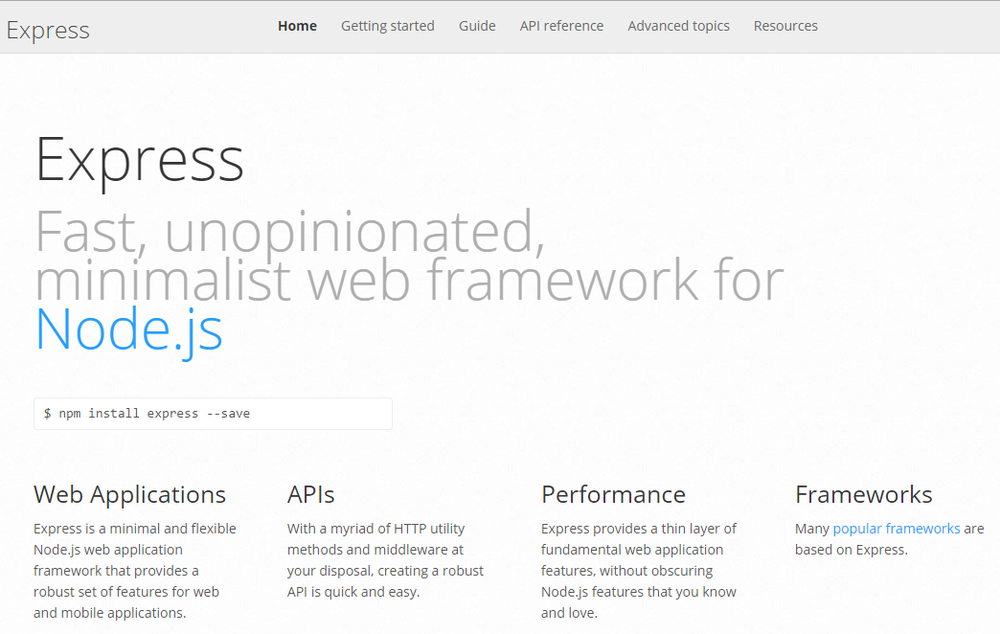 Express Home Getting started Guide API reference Advanced topics Resources
Express
Fast, unopinionated,
minimalist web framework for
Node.js
$ npm install express --save
Web Applications
Express is a minimal and flexible
Node.js web application
framework that provides a
robust set of features for web
and mobile applications.
APIs
With a myriad of HTTP utility
methods and middleware at
your disposal, creating a robust
API is quick and easy.
Performance
Express provides a thin layer of
fundamental web application
features, without obscuring
Node.js features that you know
and love.
Frameworks
Many popular frameworks are
based on Express.